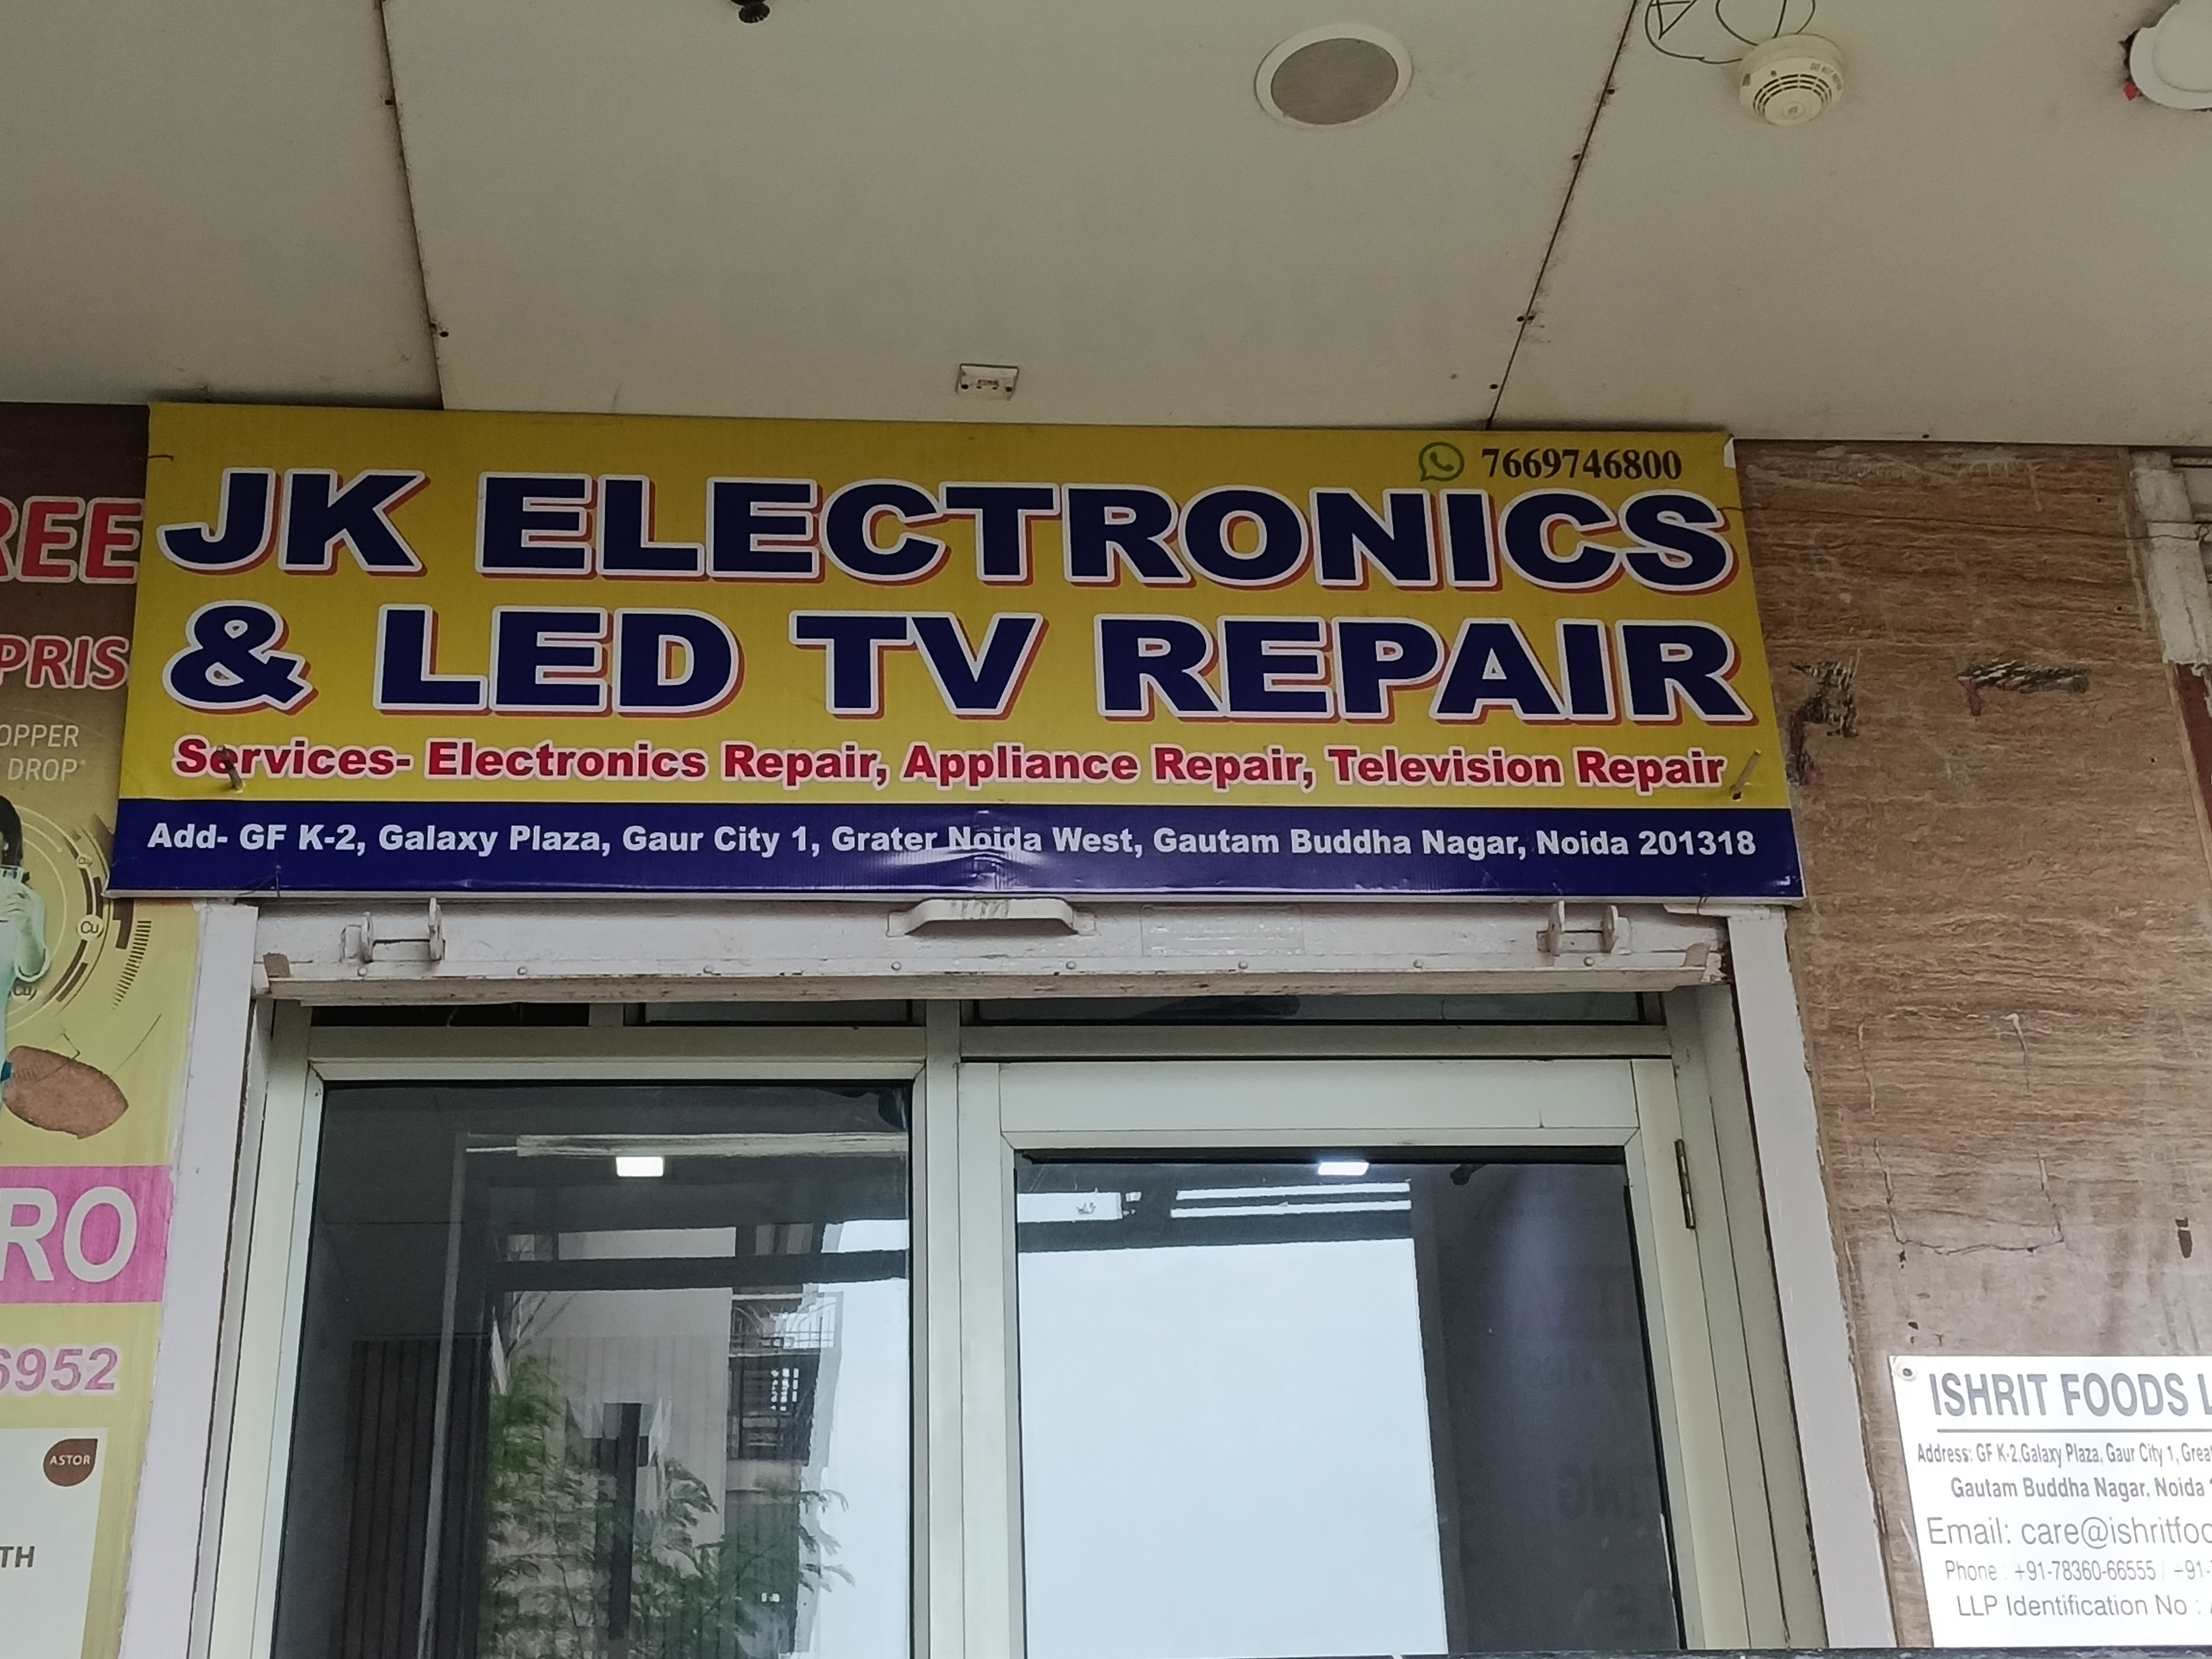 7669746800
JK ELECTRONICS
& LED TV REPAIR
Services- Electronics Repair, Appliance Repair, Television Repair
Add- GF K-2, Galaxy Plaza, Gaur City 1, Grater Noida West, Gautam Buddha Nagar, Noida 201318
REE
PRIS
OPPER
DROP*
Cu
RO
6952
ASTOR
TH
ISHRIT FOODS L
Address: GF K-2,Galaxy Plaza, Gaur City 1, Grea
Gautam Buddha Nagar, Noida
Email: care@ishritfoo
Phone : +91-78360-66555 / +91-
LLP Identification No :